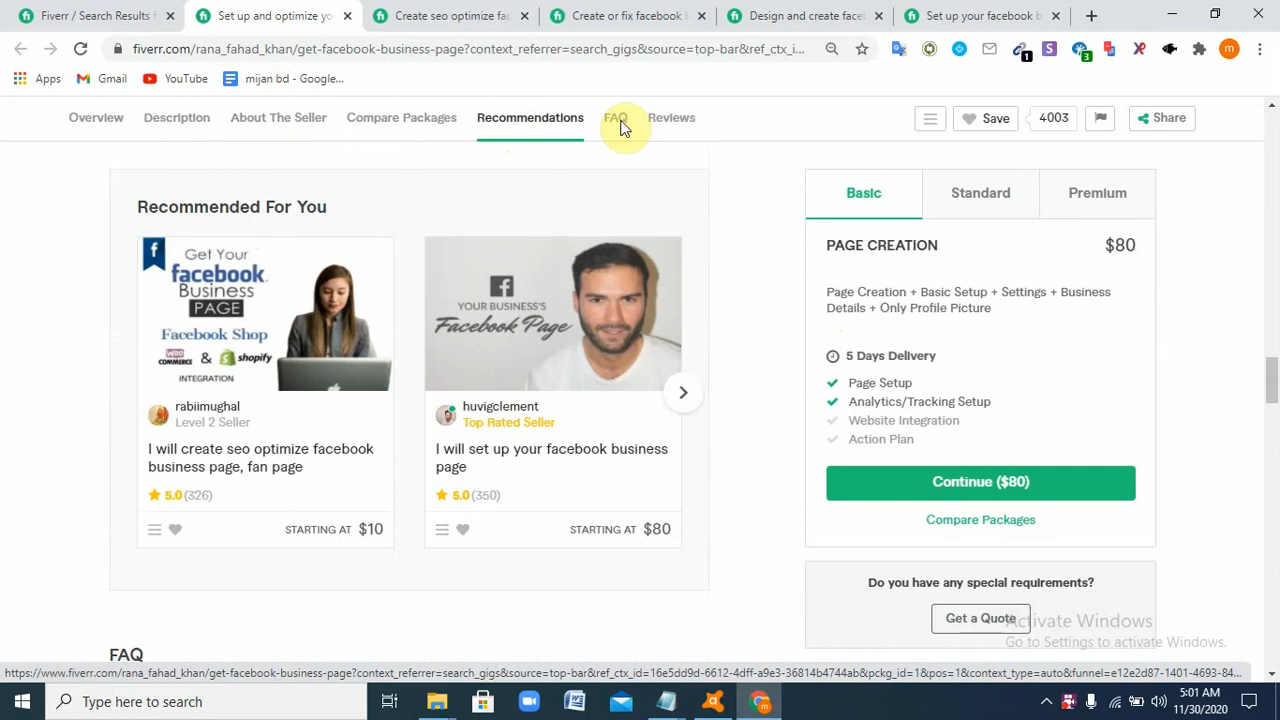 Fiverr / Search Results f
Set up and optimize yo
Create seo optimize fac
Create or fix facebook b
Design and create facel
Set up your facebook b
fiverr.com/rana_fahad_khan/get-facebook-business-page?context_referrer=search_gigs&source=top-bar&ref_ctx_i...
1
S
3
m
Apps
Gmail
YouTube
mijan bd - Google...
Overview
Description
About The Seller
Compare Packages
Recommendations
FAQ
Reviews
Save
4003
Share
Recommended For You
Get Your
facebook
Business
PAGE
Facebook Shop
WOO COMMERCE & shopify
INTEGRATION
rabiimughal
Level 2 Seller
I will create seo optimize facebook
business page, fan page
5.0 (326)
STARTING AT $10
YOUR BUSINESS'S
Facebook Page
huvigclement
Top Rated Seller
I will set up your facebook business
page
5.0 (350)
STARTING AT $80
Basic
Standard
Premium
PAGE CREATION
$80
Page Creation + Basic Setup + Settings + Business
Details + Only Profile Picture
5 Days Delivery
Page Setup
Analytics/Tracking Setup
Website Integration
Action Plan
Continue ($80)
Compare Packages
Do you have any special requirements?
Get a Quote
Activate Windows
Go to Settings to activate Windows.
FAQ
https://www.fiverr.com/rana_fahad_khan/get-facebook-business-page?context_referrer=search_gigs&source=top-bar&ref_ctx_id=16e5dd9d-6612-4dff-a9e3-36814b4744ab&pckg_id=1&pos=1&context_type=auto&funnel=e12e2d87-1401-4693-84...
Type here to search
5:01 AM
11/30/2020